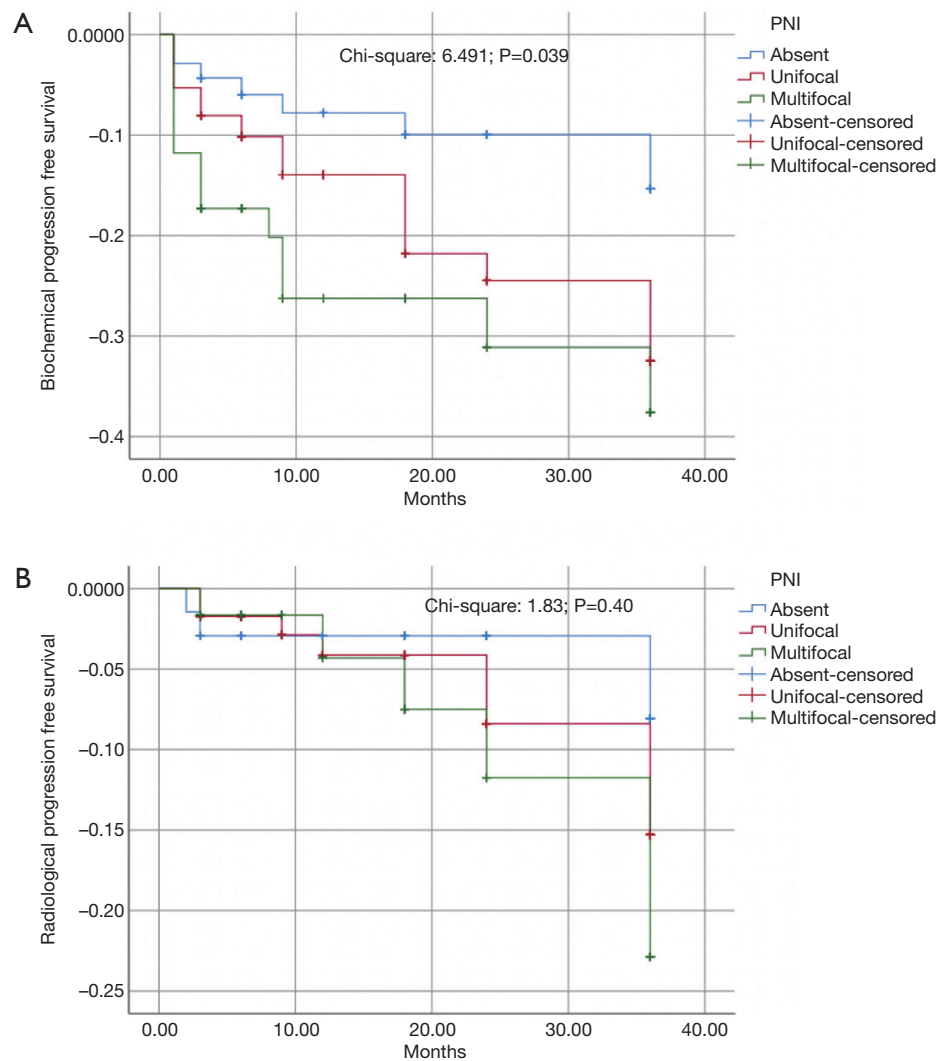 A
PNI
Absent
Unifocal
Multifocal
Absent-censored
Unifocal-censored
Multifocal-censored
Chi-square: 6.491; P=0.039
Biochemical progression free survival
0.0000
−0.1
−0.2
−0.3
−0.4
0.00 10.00 20.00 30.00 40.00
Months
B
PNI
Absent
Unifocal
Multifocal
Absent-censored
Unifocal-censored
Multifocal-censored
Chi-square: 1.83; P=0.40
Radiological progression free survival
0.0000
−0.05
−0.10
−0.15
−0.20
−0.25
0.00 10.00 20.00 30.00 40.00
Months